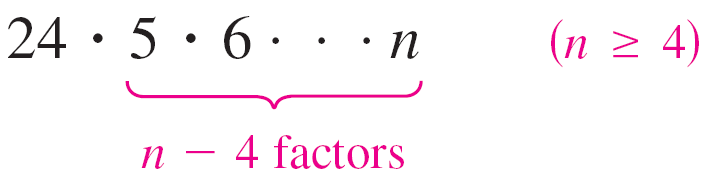 24 · 5 · 6 · · · n (n ≥ 4)
n − 4 factors